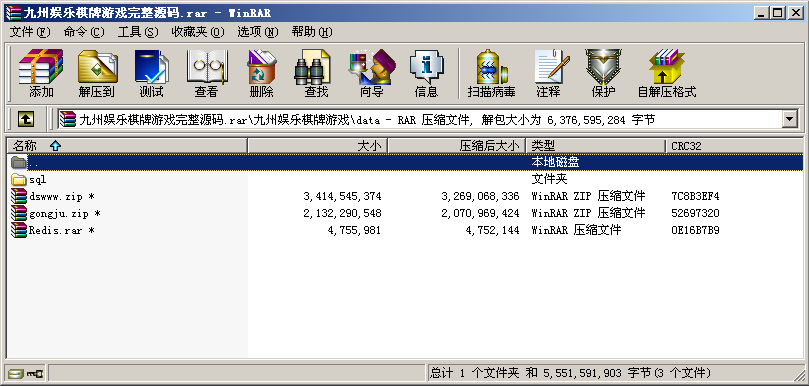 九州娱乐棋牌游戏完整源码.rar - WinRAR
文件(F) 命令(C) 工具(S) 收藏夹(O) 选项(N) 帮助(H)
添加 解压到 测试 查看 删除 查找 向导 信息 扫描病毒 注释 保护 自解压格式
九州娱乐棋牌游戏完整源码.rar\九州娱乐棋牌游戏\data - RAR 压缩文件, 解包大小为 6,376,595,284 字节
名称 大小 压缩后大小 类型 CRC32
.. 本地磁盘
sql 文件夹
dswww.zip * 3,414,545,374 3,269,068,336 WinRAR ZIP 压缩文件 7C8B3EF4
gongju.zip * 2,132,290,548 2,070,969,424 WinRAR ZIP 压缩文件 52697320
Redis.rar * 4,755,981 4,752,144 WinRAR 压缩文件 0E16B7B9
总计 1 个文件夹 和 5,551,591,903 字节(3 个文件)